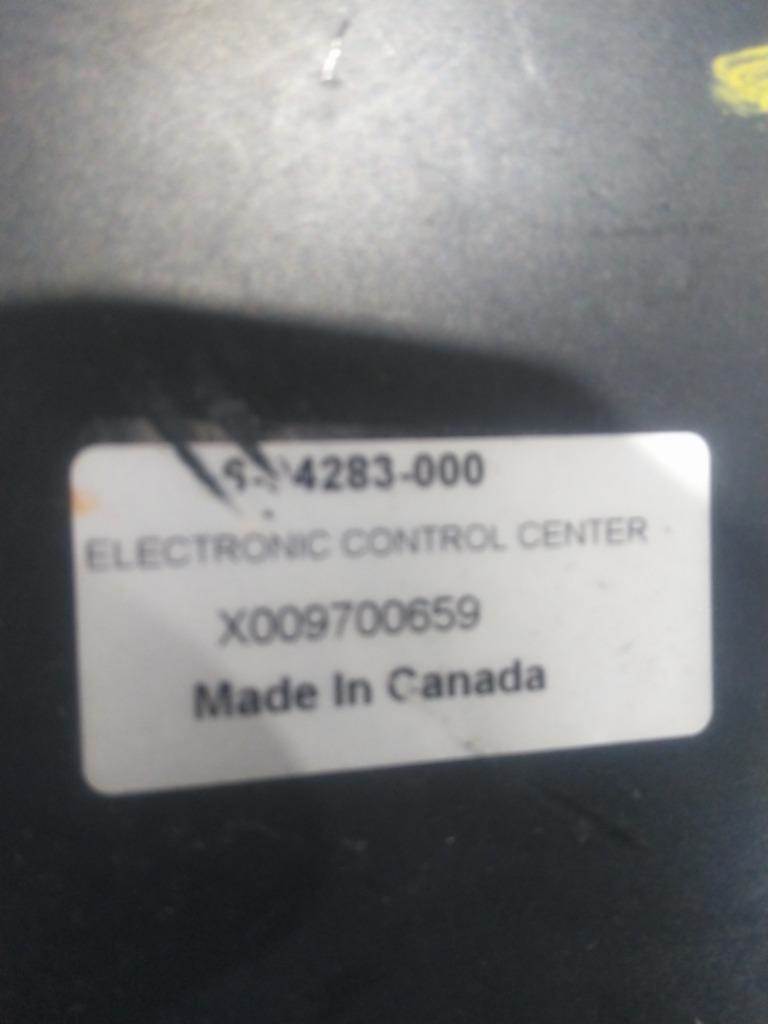 4283-000
ELECTRONIC CONTROL CENTER
X009700659
Made In Canada